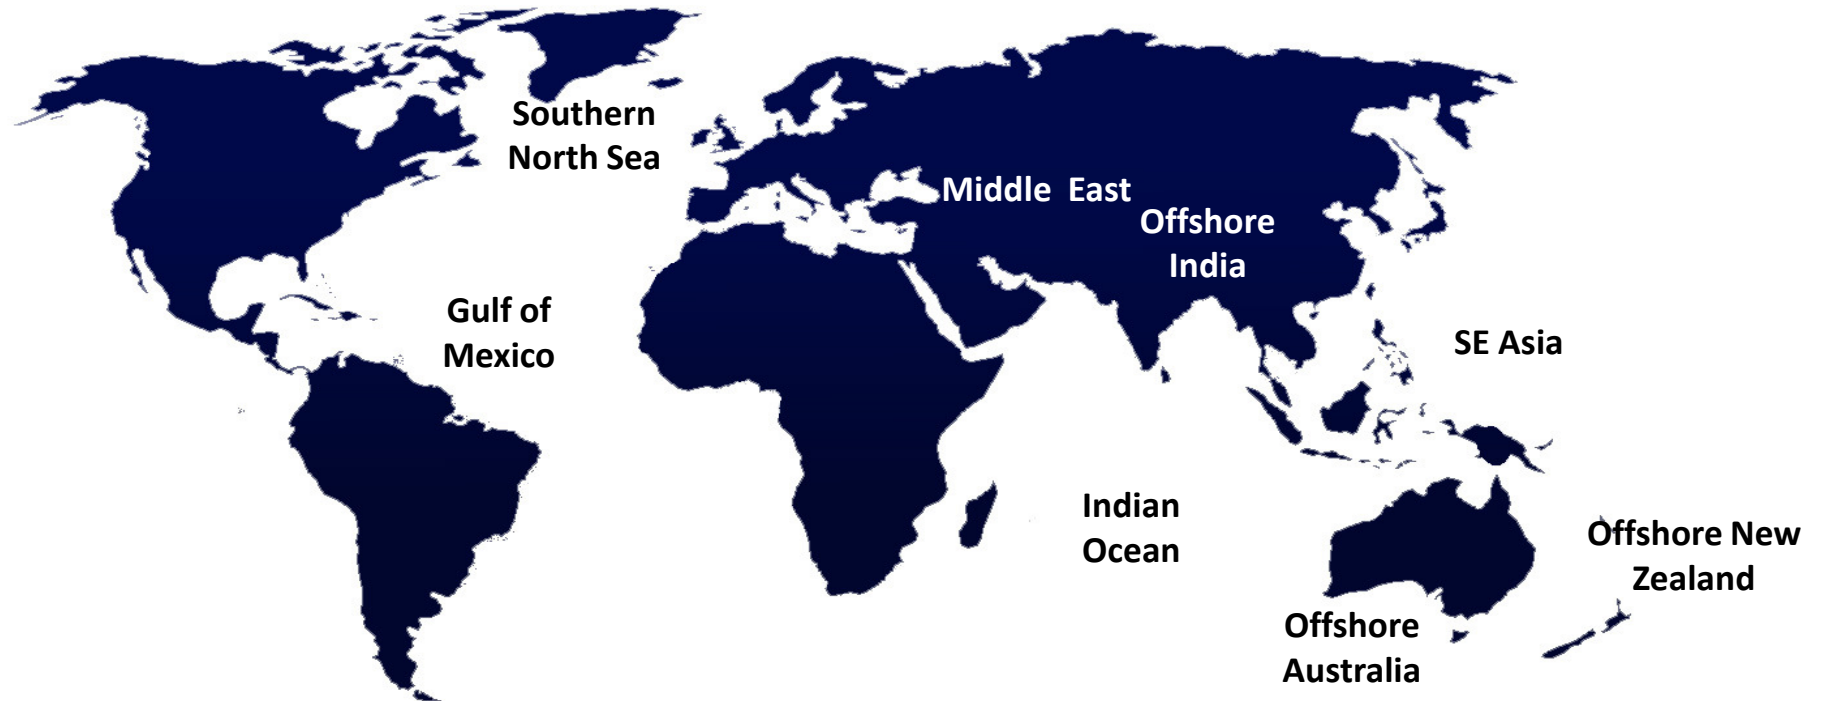 Southern
North Sea
Middle  East
Offshore
India
Gulf of
Mexico
SE Asia
Indian
Ocean
Offshore New
Zealand
Offshore
Australia